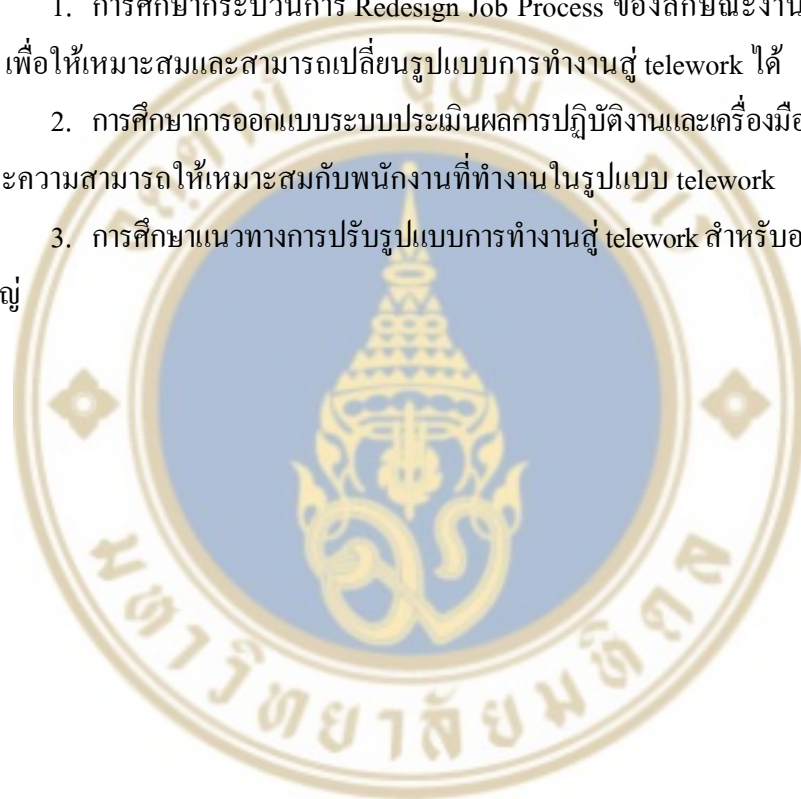 1. การศึกษากระบวนการ Redesign Job Process ของลักษณะงาน
เพื่อให้เหมาะสมและสามารถเปลี่ยนรูปแบบการทำงานสู่ telework ได้
2. การศึกษาการออกแบบระบบประเมินผลการปฏิบัติงานและเครื่องมือ
ะความสามารถให้เหมาะสมกับพนักงานที่ทำงานในรูปแบบ telework
3. การศึกษาแนวทางการปรับรูปแบบการทำงานสู่ telework สำหรับอ
ญ่
อตฺตานํ อุปมํ กเร
มหาวิทยาลัยมหิดล